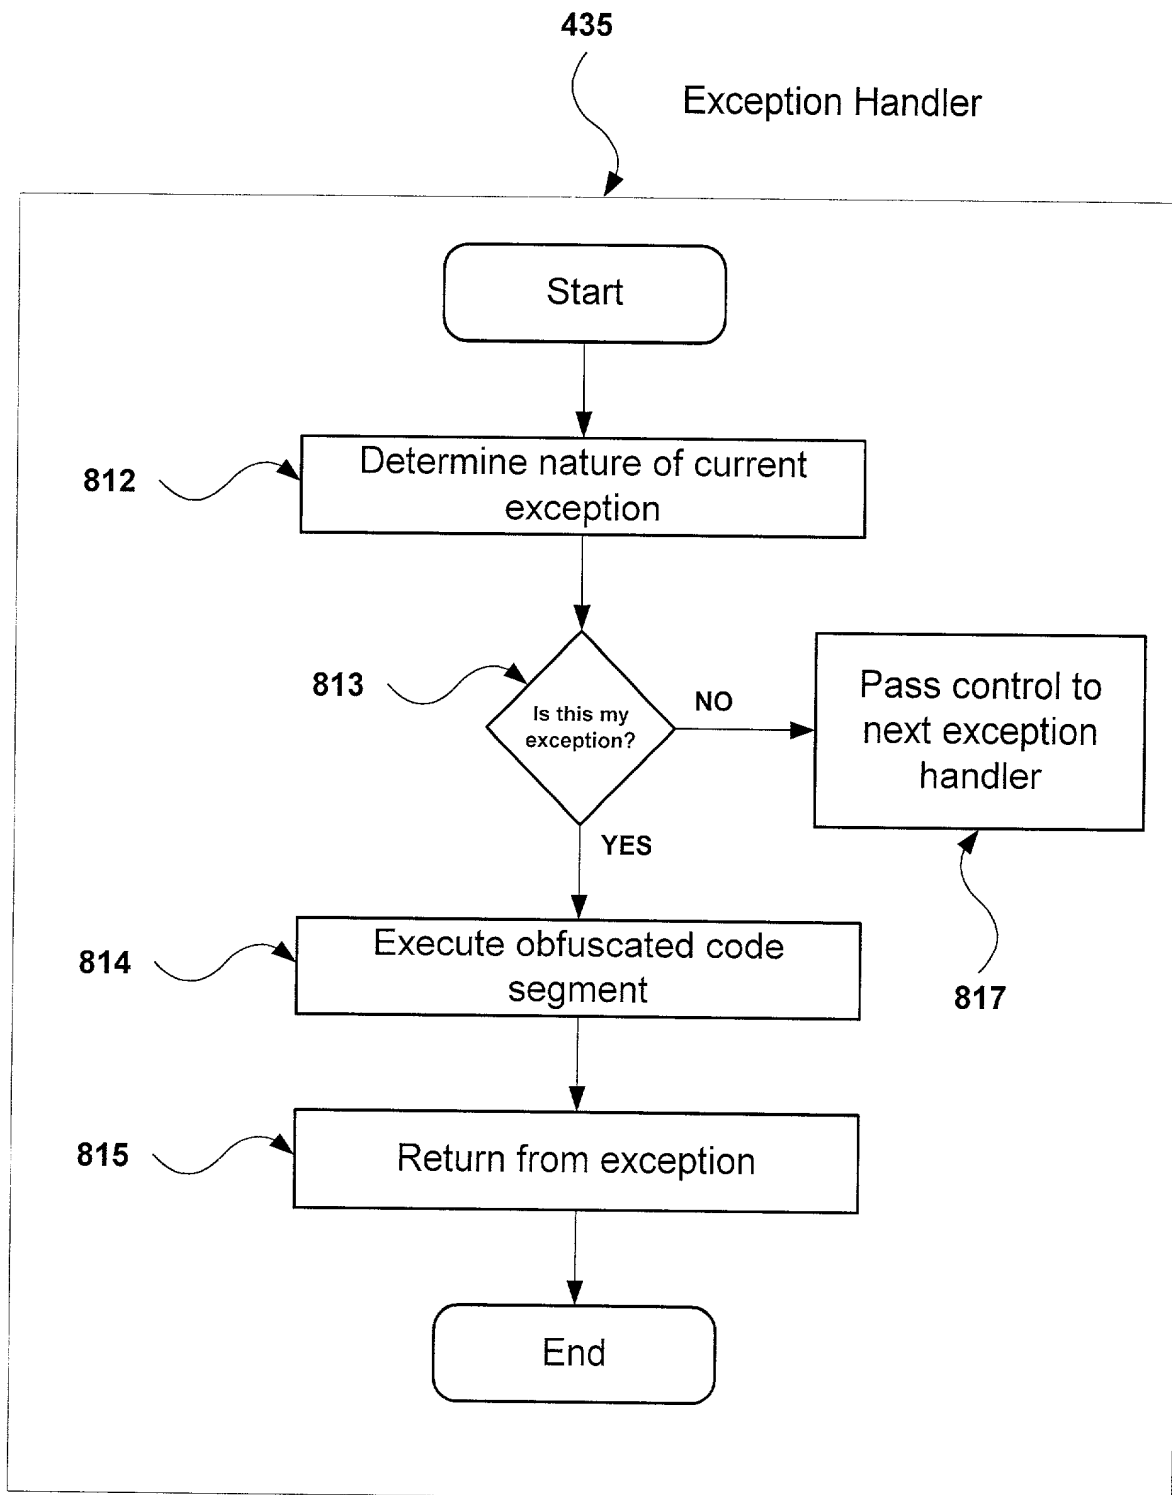 435
Exception Handler
Start
812
Determine nature of current
exception
813
Is this my
exception?
NO
Pass control to
next exception
handler
YES
814
Execute obfuscated code
segment
817
815
Return from exception
End